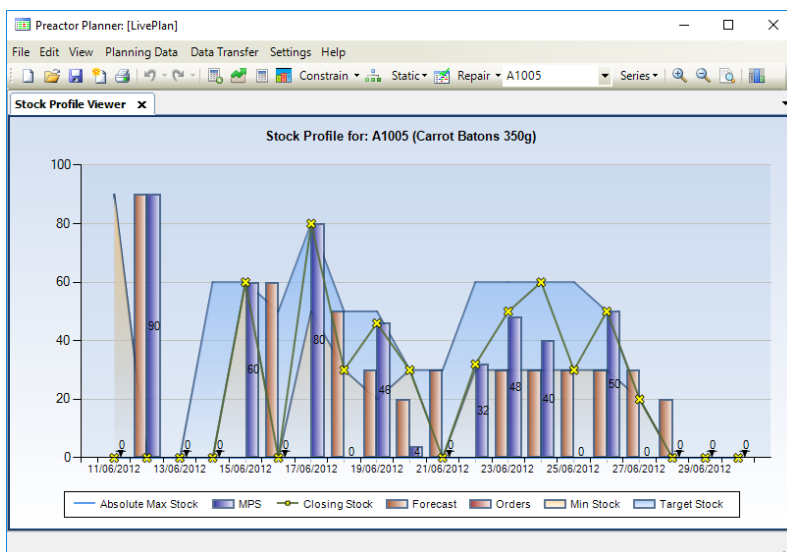 Preactor Planner: [LivePlan]
File Edit View Planning Data Data Transfer Settings Help
Constrain Static Repair A1005 Series
Stock Profile Viewer x
Stock Profile for: A1005 (Carrot Batons 350g)
100
80
60
40
20
0
0 90 0 0 60 0 80 0 46 4 0 32 48 40 0 50 0 0 0 0
11/06/2012 13/06/2012 15/06/2012 17/06/2012 19/06/2012 21/06/2012 23/06/2012 25/06/2012 27/06/2012 29/06/2012
Absolute Max Stock MPS Closing Stock Forecast Orders Min Stock Target Stock